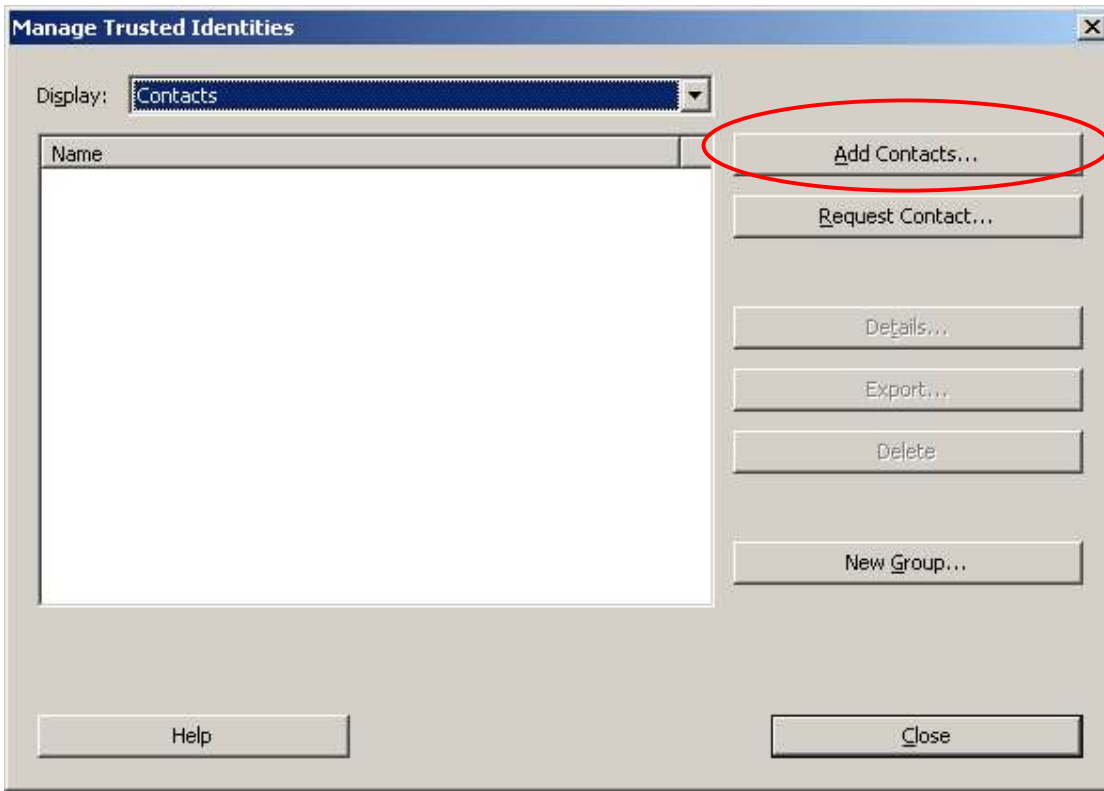 Manage Trusted Identities
Display: Contacts
Name
Add Contacts...
Request Contact...
Details...
Export...
Delete
New Group...
Help
Close